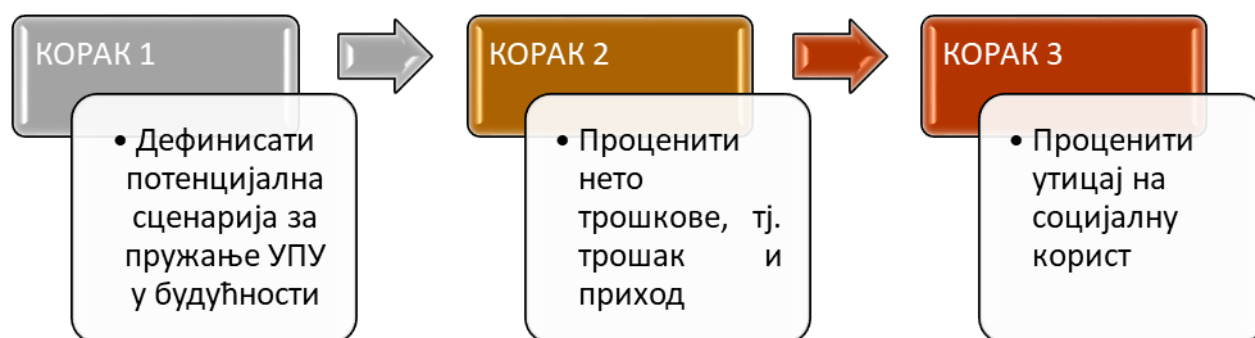 КОРАК 1
• Дефинисати
потенцијална
сценарија за
пружање УПУ
у будућности
КОРАК 2
• Проценити
нето
трошкове, тј.
трошак и
приход
КОРАК 3
• Проценити
утицај на
социјалну
корист